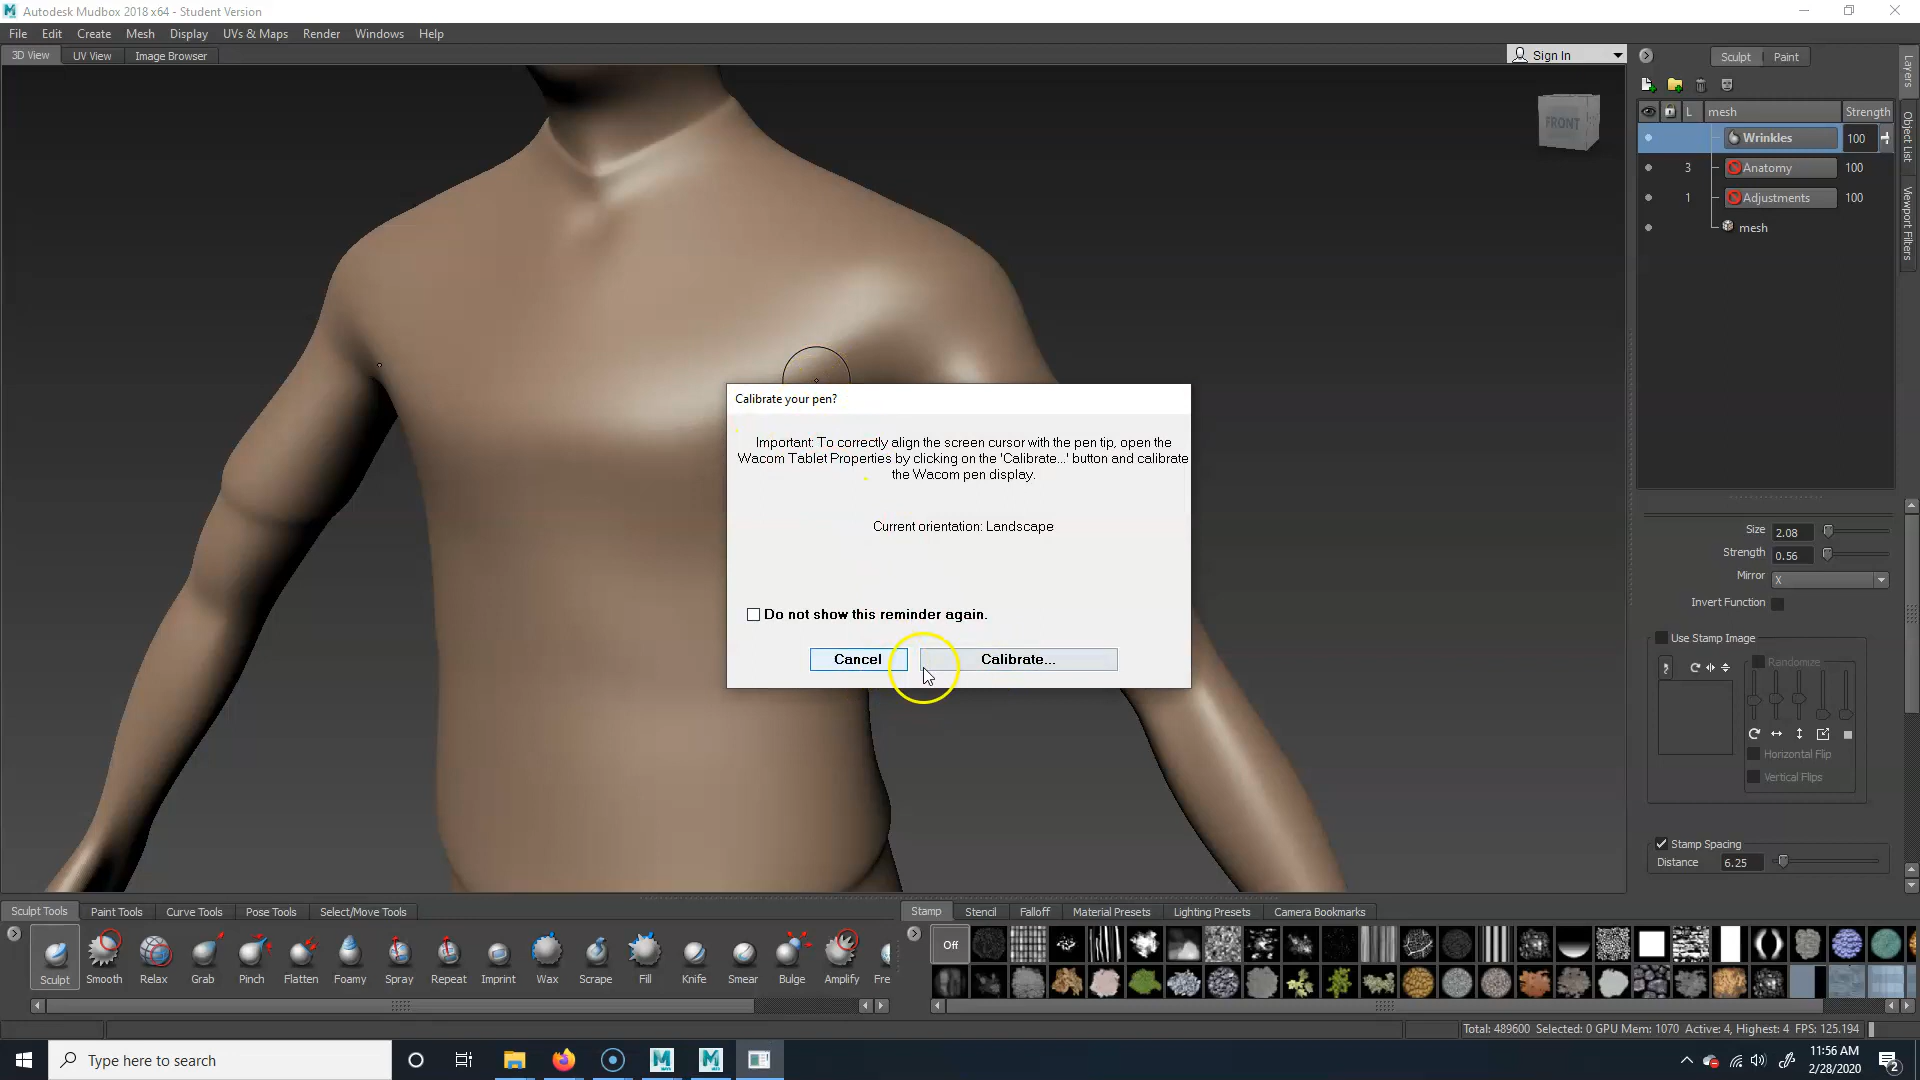 Autodesk Mudbox 2018 x64 - Student Version
File Edit Create Mesh Display UVs & Maps Render Windows Help
3D View UV View Image Browser
Sign In
Sculpt Paint
L mesh Strength
Wrinkles 100
3 Anatomy 100
1 Adjustments 100
mesh
Layers
Object List
Viewport Filters
FRONT
Calibrate your pen?
Important: To correctly align the screen cursor with the pen tip, open the
Wacom Tablet Properties by clicking on the 'Calibrate...' button and calibrate
the Wacom pen display.
Current orientation: Landscape
Do not show this reminder again.
Cancel Calibrate...
Size 2.08
Strength 0.56
Mirror X
Invert Function
Use Stamp Image
Randomize
Horizontal Flip
Vertical Flips
Stamp Spacing
Distance 6.25
Sculpt Tools Paint Tools Curve Tools Pose Tools Select/Move Tools
Sculpt Smooth Relax Grab Pinch Flatten Foamy Spray Repeat Imprint Wax Scrape Fill Knife Smear Bulge Amplify Fre
Stamp Stencil Falloff Material Presets Lighting Presets Camera Bookmarks
Off
Total: 489600 Selected: 0 GPU Mem: 1070 Active: 4, Highest: 4 FPS: 125.194
Type here to search
11:56 AM
2/28/2020
2